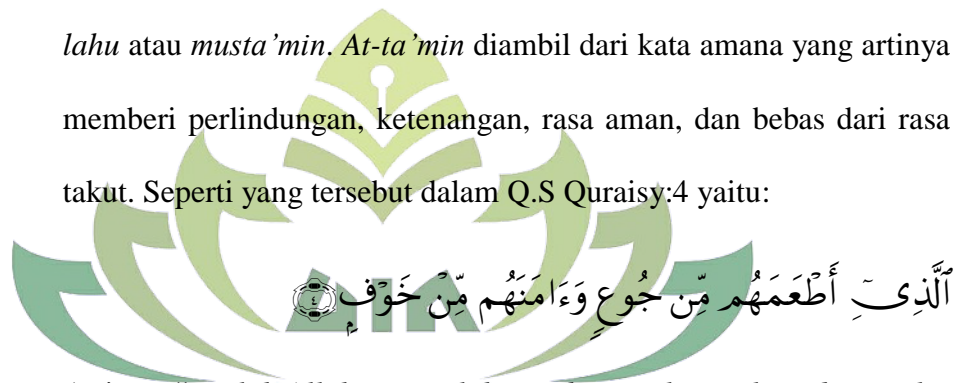 lahu atau musta’min. At-ta’min diambil dari kata amana yang artinya
memberi perlindungan, ketenangan, rasa aman, dan bebas dari rasa
takut. Seperti yang tersebut dalam Q.S Quraisy:4 yaitu:
ٱلَّذِىٓ أَطْعَمَهُم مِّن جُوعٍ وَءَامَنَهُم مِّنْ خَوْفٍۭ ٤